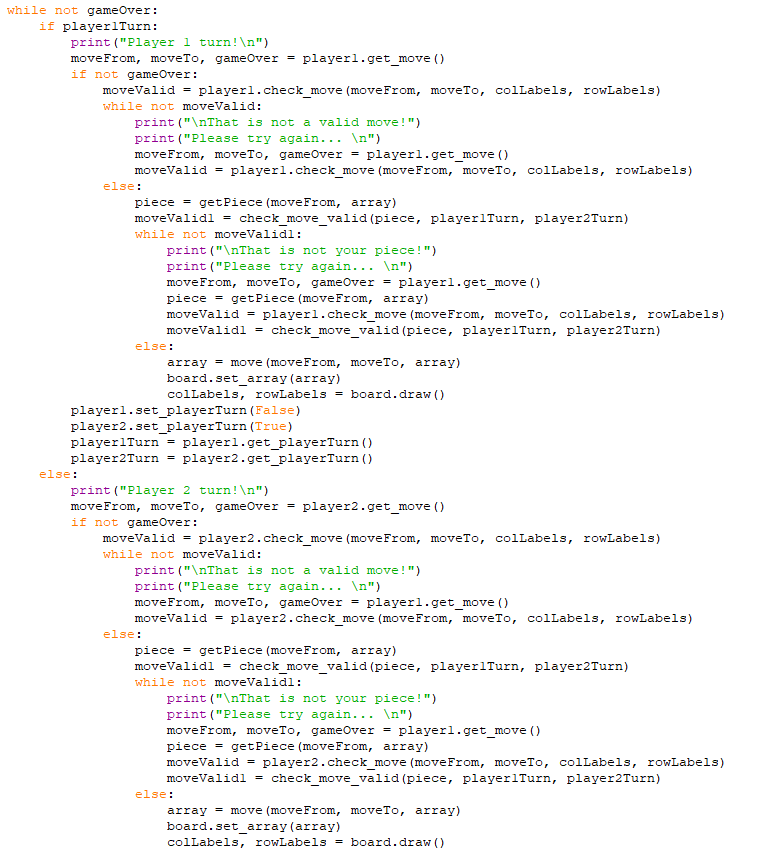 while not gameOver:
    if player1Turn:
        print("Player 1 turn!\n")
        moveFrom, moveTo, gameOver = player1.get_move()
        if not gameOver:
            moveValid = player1.check_move(moveFrom, moveTo, colLabels, rowLabels)
            while not moveValid:
                print("\nThat is not a valid move!")
                print("Please try again... \n")
                moveFrom, moveTo, gameOver = player1.get_move()
                moveValid = player1.check_move(moveFrom, moveTo, colLabels, rowLabels)
            else:
                piece = getPiece(moveFrom, array)
                moveValid1 = check_move_valid(piece, player1Turn, player2Turn)
                while not moveValid1:
                    print("\nThat is not your piece!")
                    print("Please try again... \n")
                    moveFrom, moveTo, gameOver = player1.get_move()
                    piece = getPiece(moveFrom, array)
                    moveValid = player1.check_move(moveFrom, moveTo, colLabels, rowLabels)
                    moveValid1 = check_move_valid(piece, player1Turn, player2Turn)
                else:
                    array = move(moveFrom, moveTo, array)
                    board.set_array(array)
                    colLabels, rowLabels = board.draw()
        player1.set_playerTurn(False)
        player2.set_playerTurn(True)
        player1Turn = player1.get_playerTurn()
        player2Turn = player2.get_playerTurn()
    else:
        print("Player 2 turn!\n")
        moveFrom, moveTo, gameOver = player2.get_move()
        if not gameOver:
            moveValid = player2.check_move(moveFrom, moveTo, colLabels, rowLabels)
            while not moveValid:
                print("\nThat is not a valid move!")
                print("Please try again... \n")
                moveFrom, moveTo, gameOver = player1.get_move()
                moveValid = player2.check_move(moveFrom, moveTo, colLabels, rowLabels)
            else:
                piece = getPiece(moveFrom, array)
                moveValid1 = check_move_valid(piece, player1Turn, player2Turn)
                while not moveValid1:
                    print("\nThat is not your piece!")
                    print("Please try again... \n")
                    moveFrom, moveTo, gameOver = player1.get_move()
                    piece = getPiece(moveFrom, array)
                    moveValid = player2.check_move(moveFrom, moveTo, colLabels, rowLabels)
                    moveValid1 = check_move_valid(piece, player1Turn, player2Turn)
                else:
                    array = move(moveFrom, moveTo, array)
                    board.set_array(array)
                    colLabels, rowLabels = board.draw()